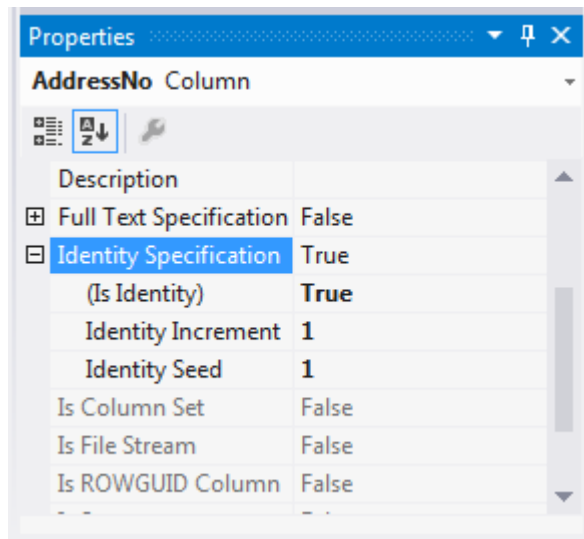 Properties
AddressNo Column
Description
Full Text Specification False
Identity Specification True
(Is Identity) True
Identity Increment 1
Identity Seed 1
Is Column Set False
Is File Stream False
Is ROWGUID Column False